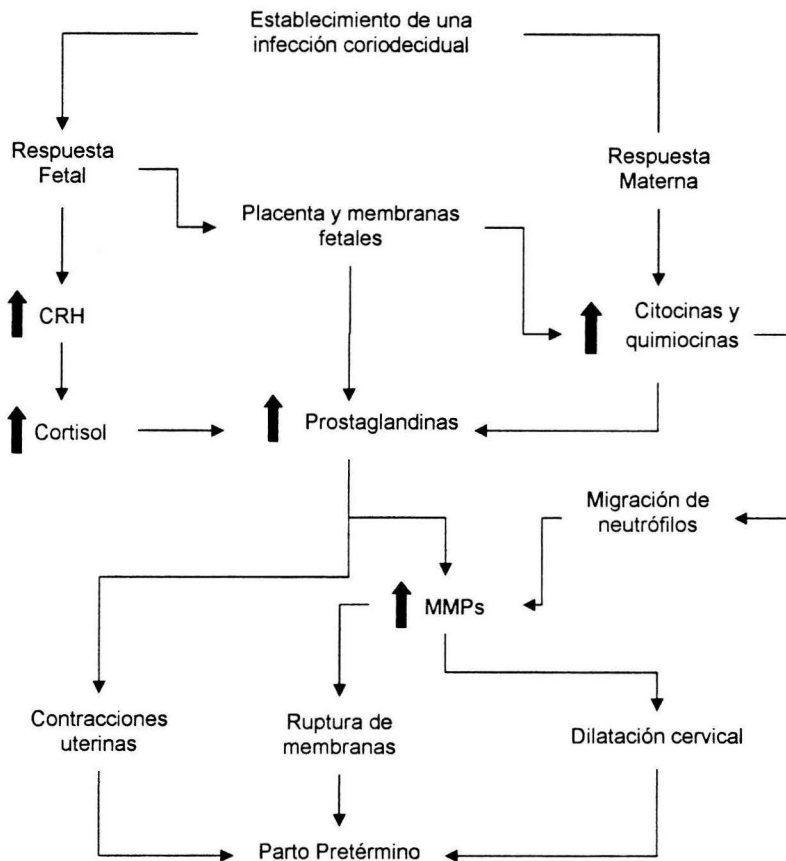 Establecimiento de una
infección coriodecidual
Respuesta
Fetal
Respuesta
Materna
Placenta y membranas
fetales
CRH
Citocinas y
quimiocinas
Cortisol
Prostaglandinas
Migración de
neutrófilos
MMPs
Contracciones
uterinas
Ruptura de
membranas
Dilatación cervical
Parto Pretérmino